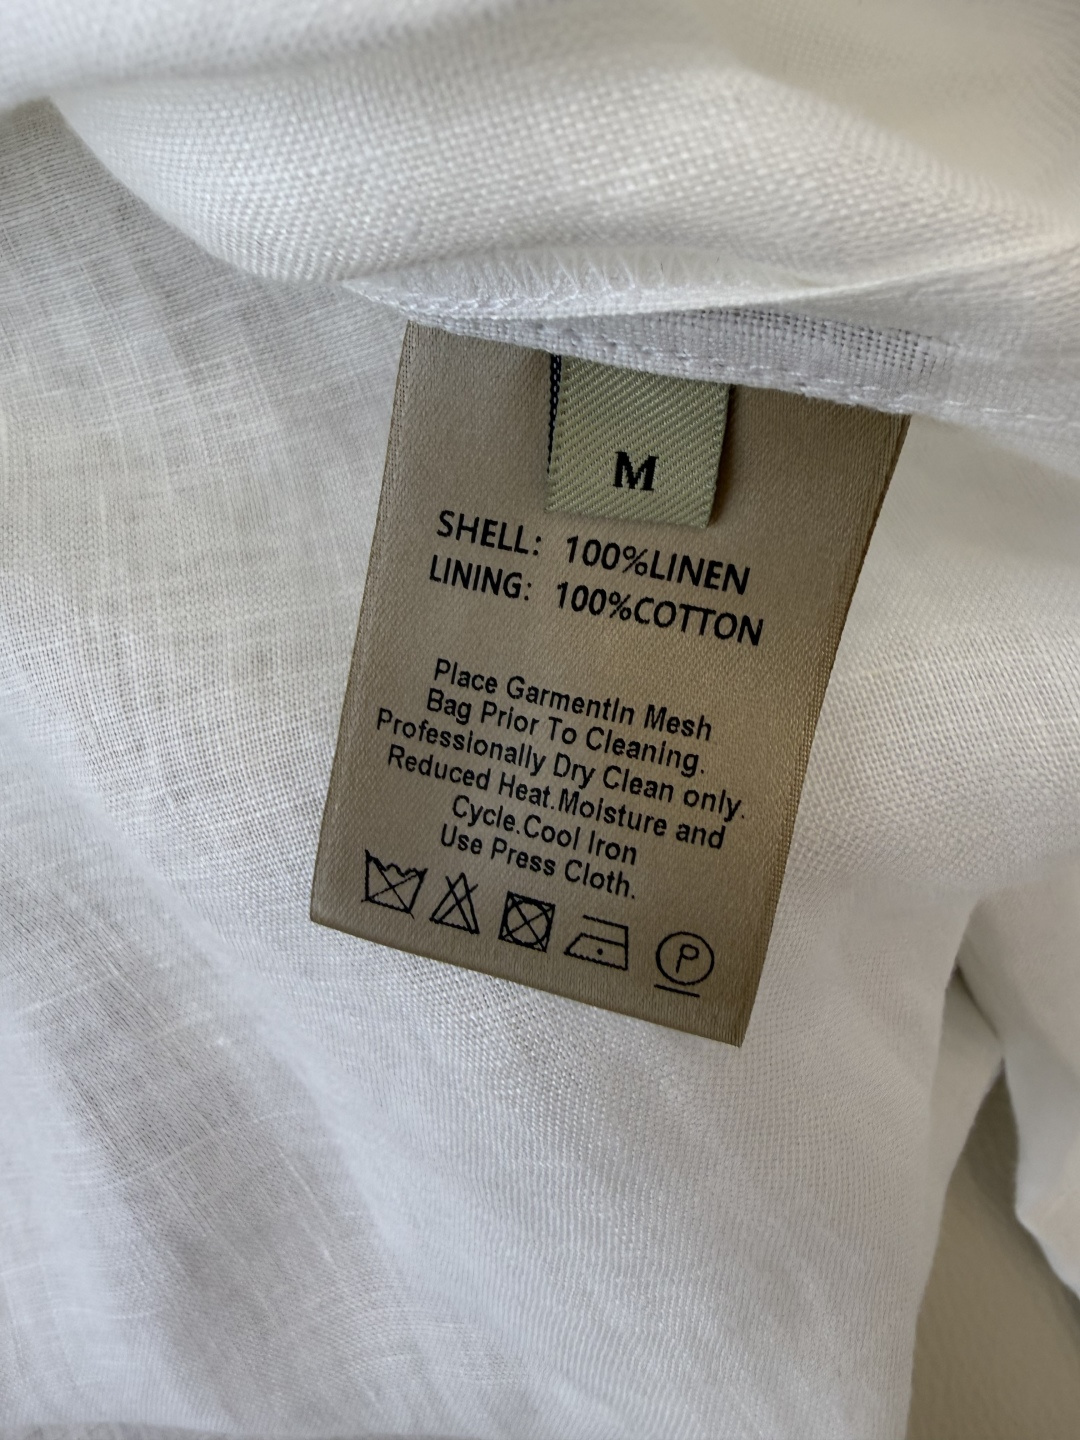 M
SHELL: 100%LINEN
LINING: 100%COTTON
Place GarmentIn Mesh
Bag Prior To Cleaning.
Professionally Dry Clean only.
Reduced Heat.Moisture and
Cycle.Cool Iron
Use Press Cloth.
P